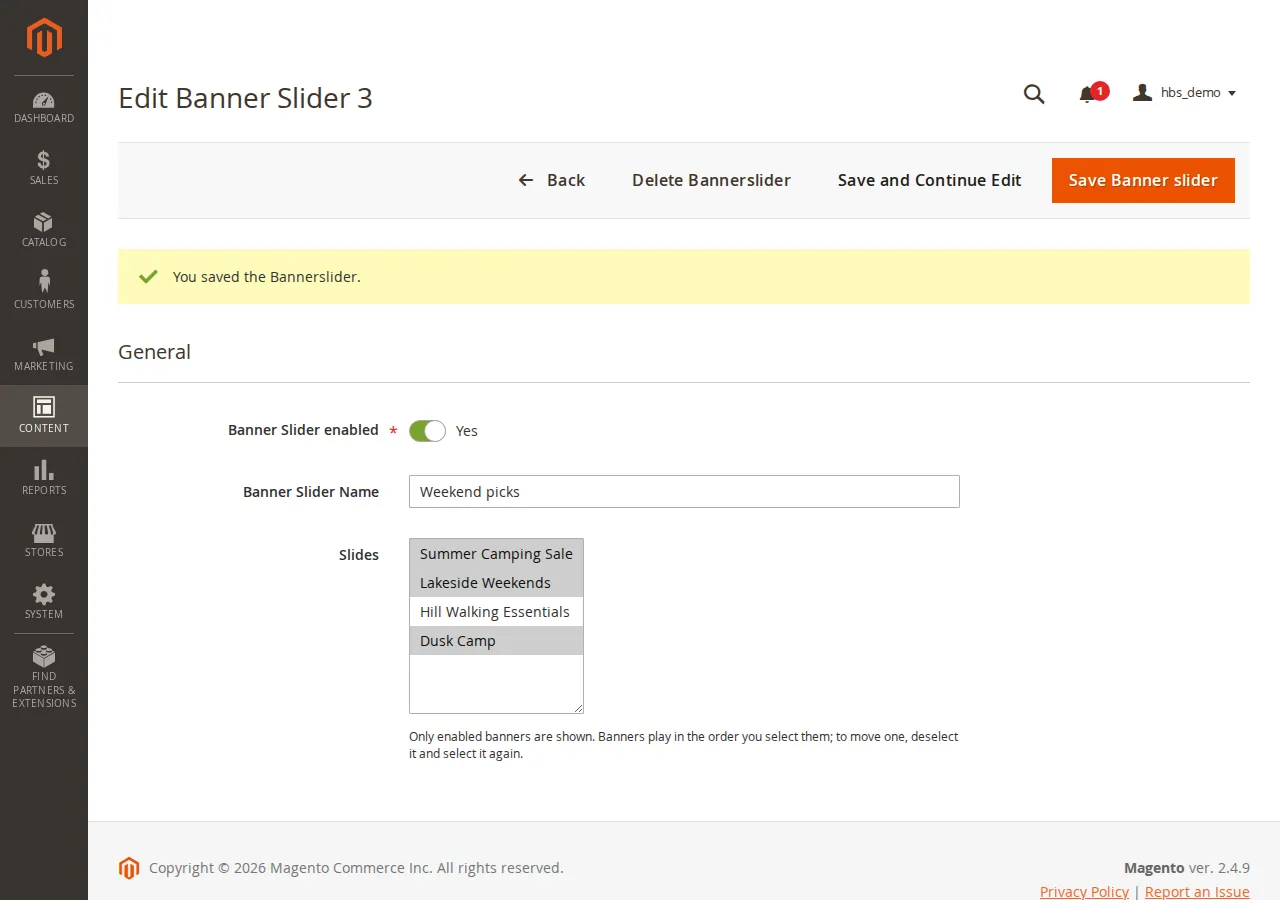 Edit Banner Slider 3
1
hbs_demo
DASHBOARD
SALES
CATALOG
CUSTOMERS
MARKETING
CONTENT
REPORTS
STORES
SYSTEM
FIND
PARTNERS &
EXTENSIONS
Back
Delete Bannerslider
Save and Continue Edit
Save Banner slider
You saved the Bannerslider.
General
Banner Slider enabled *
Yes
Banner Slider Name
Weekend picks
Slides
Summer Camping Sale
Lakeside Weekends
Hill Walking Essentials
Dusk Camp
Only enabled banners are shown. Banners play in the order you select them; to move one, deselect
it and select it again.
Copyright © 2026 Magento Commerce Inc. All rights reserved.
Magento ver. 2.4.9
Privacy Policy | Report an Issue